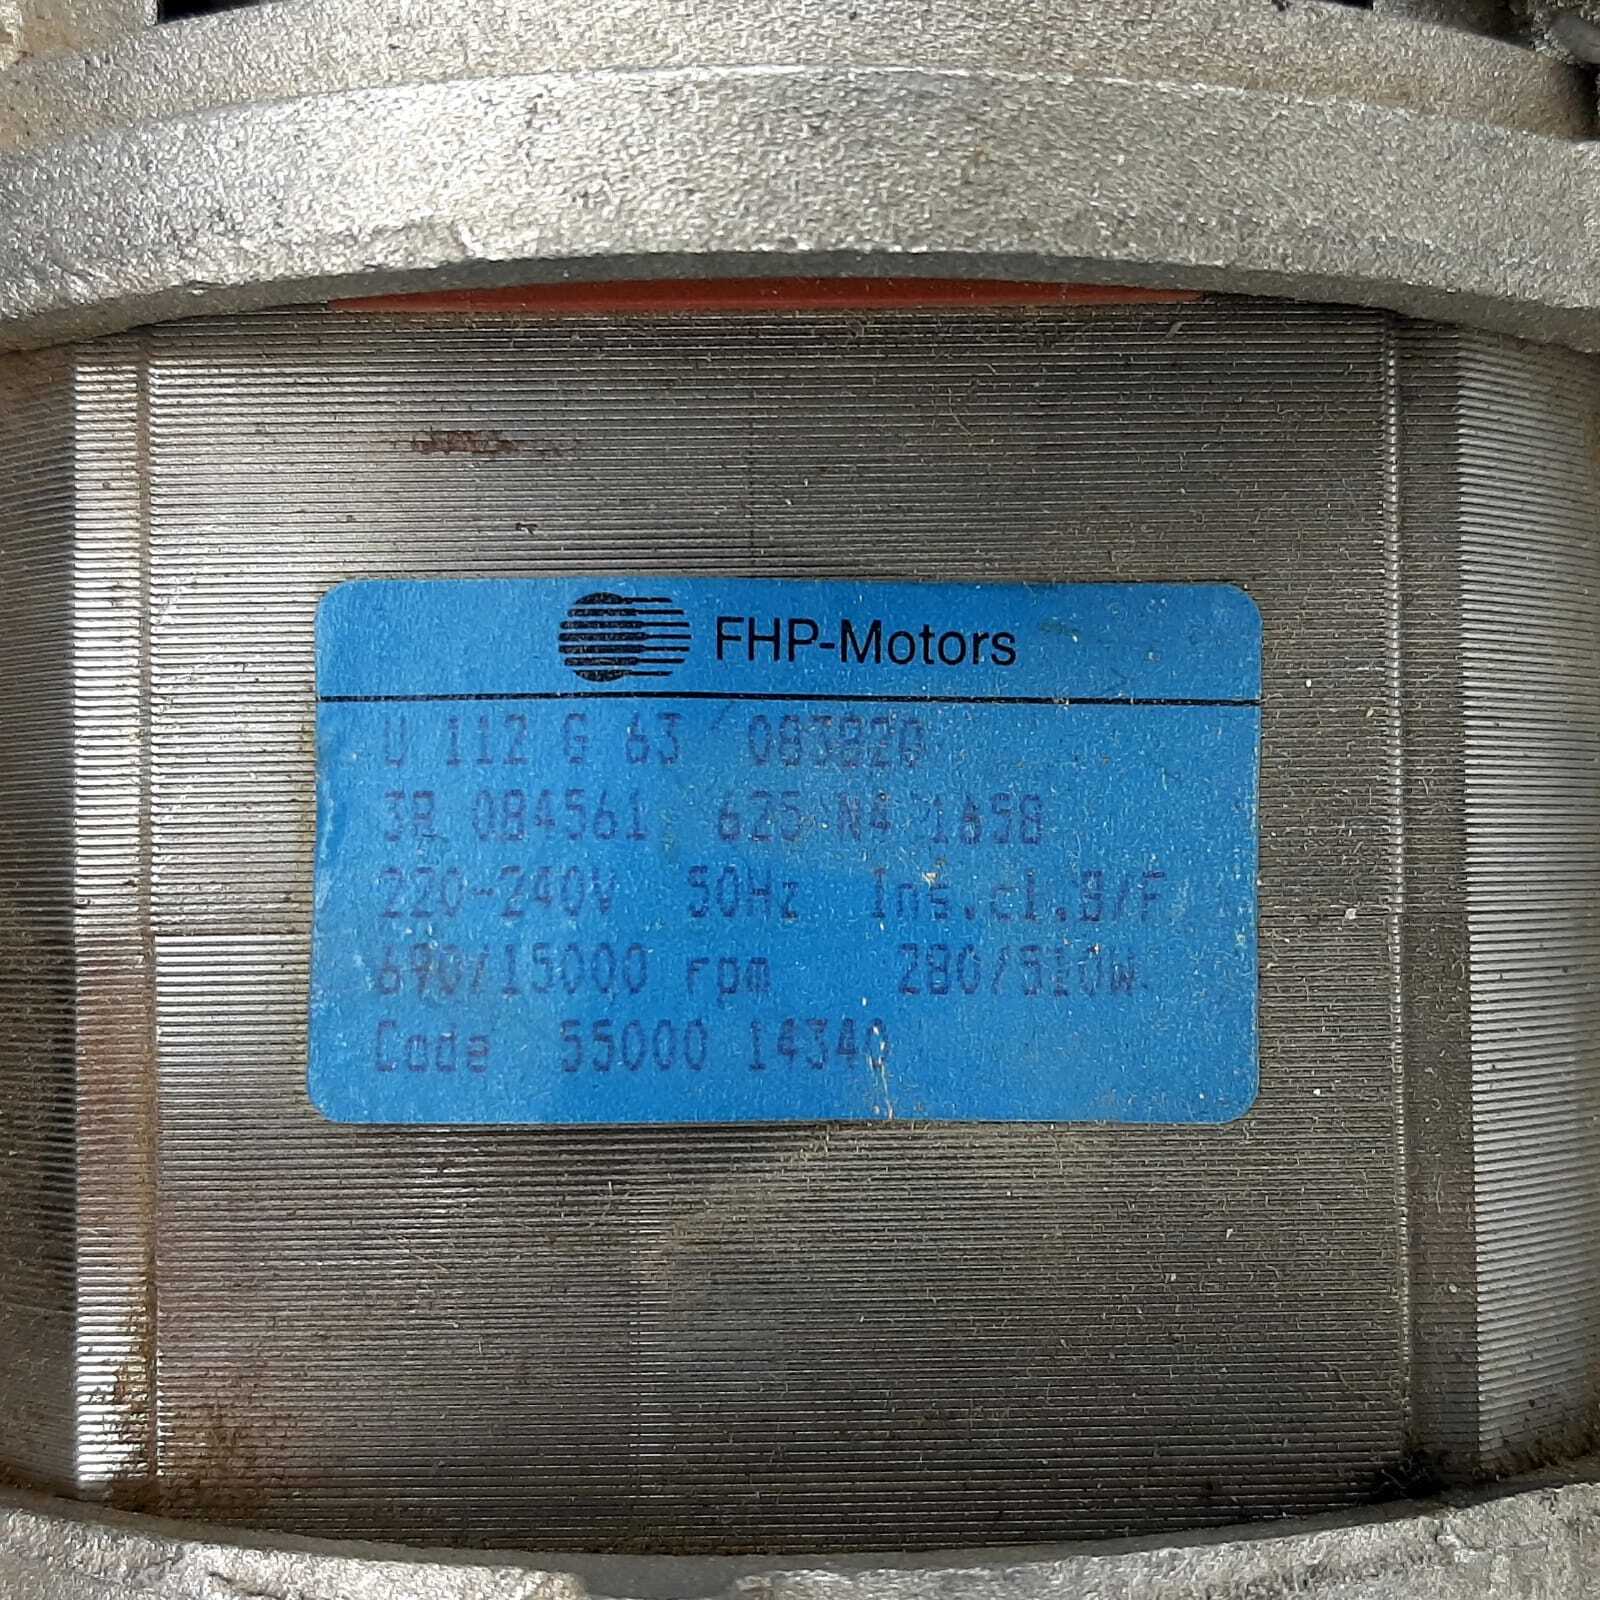 FHP-Motors
U 112 G 63 083820
3B 084561 625 N4 1658
220-240V 50Hz Ins.cl.B/F
690/15000 rpm 280/510W
Code 55000 14340